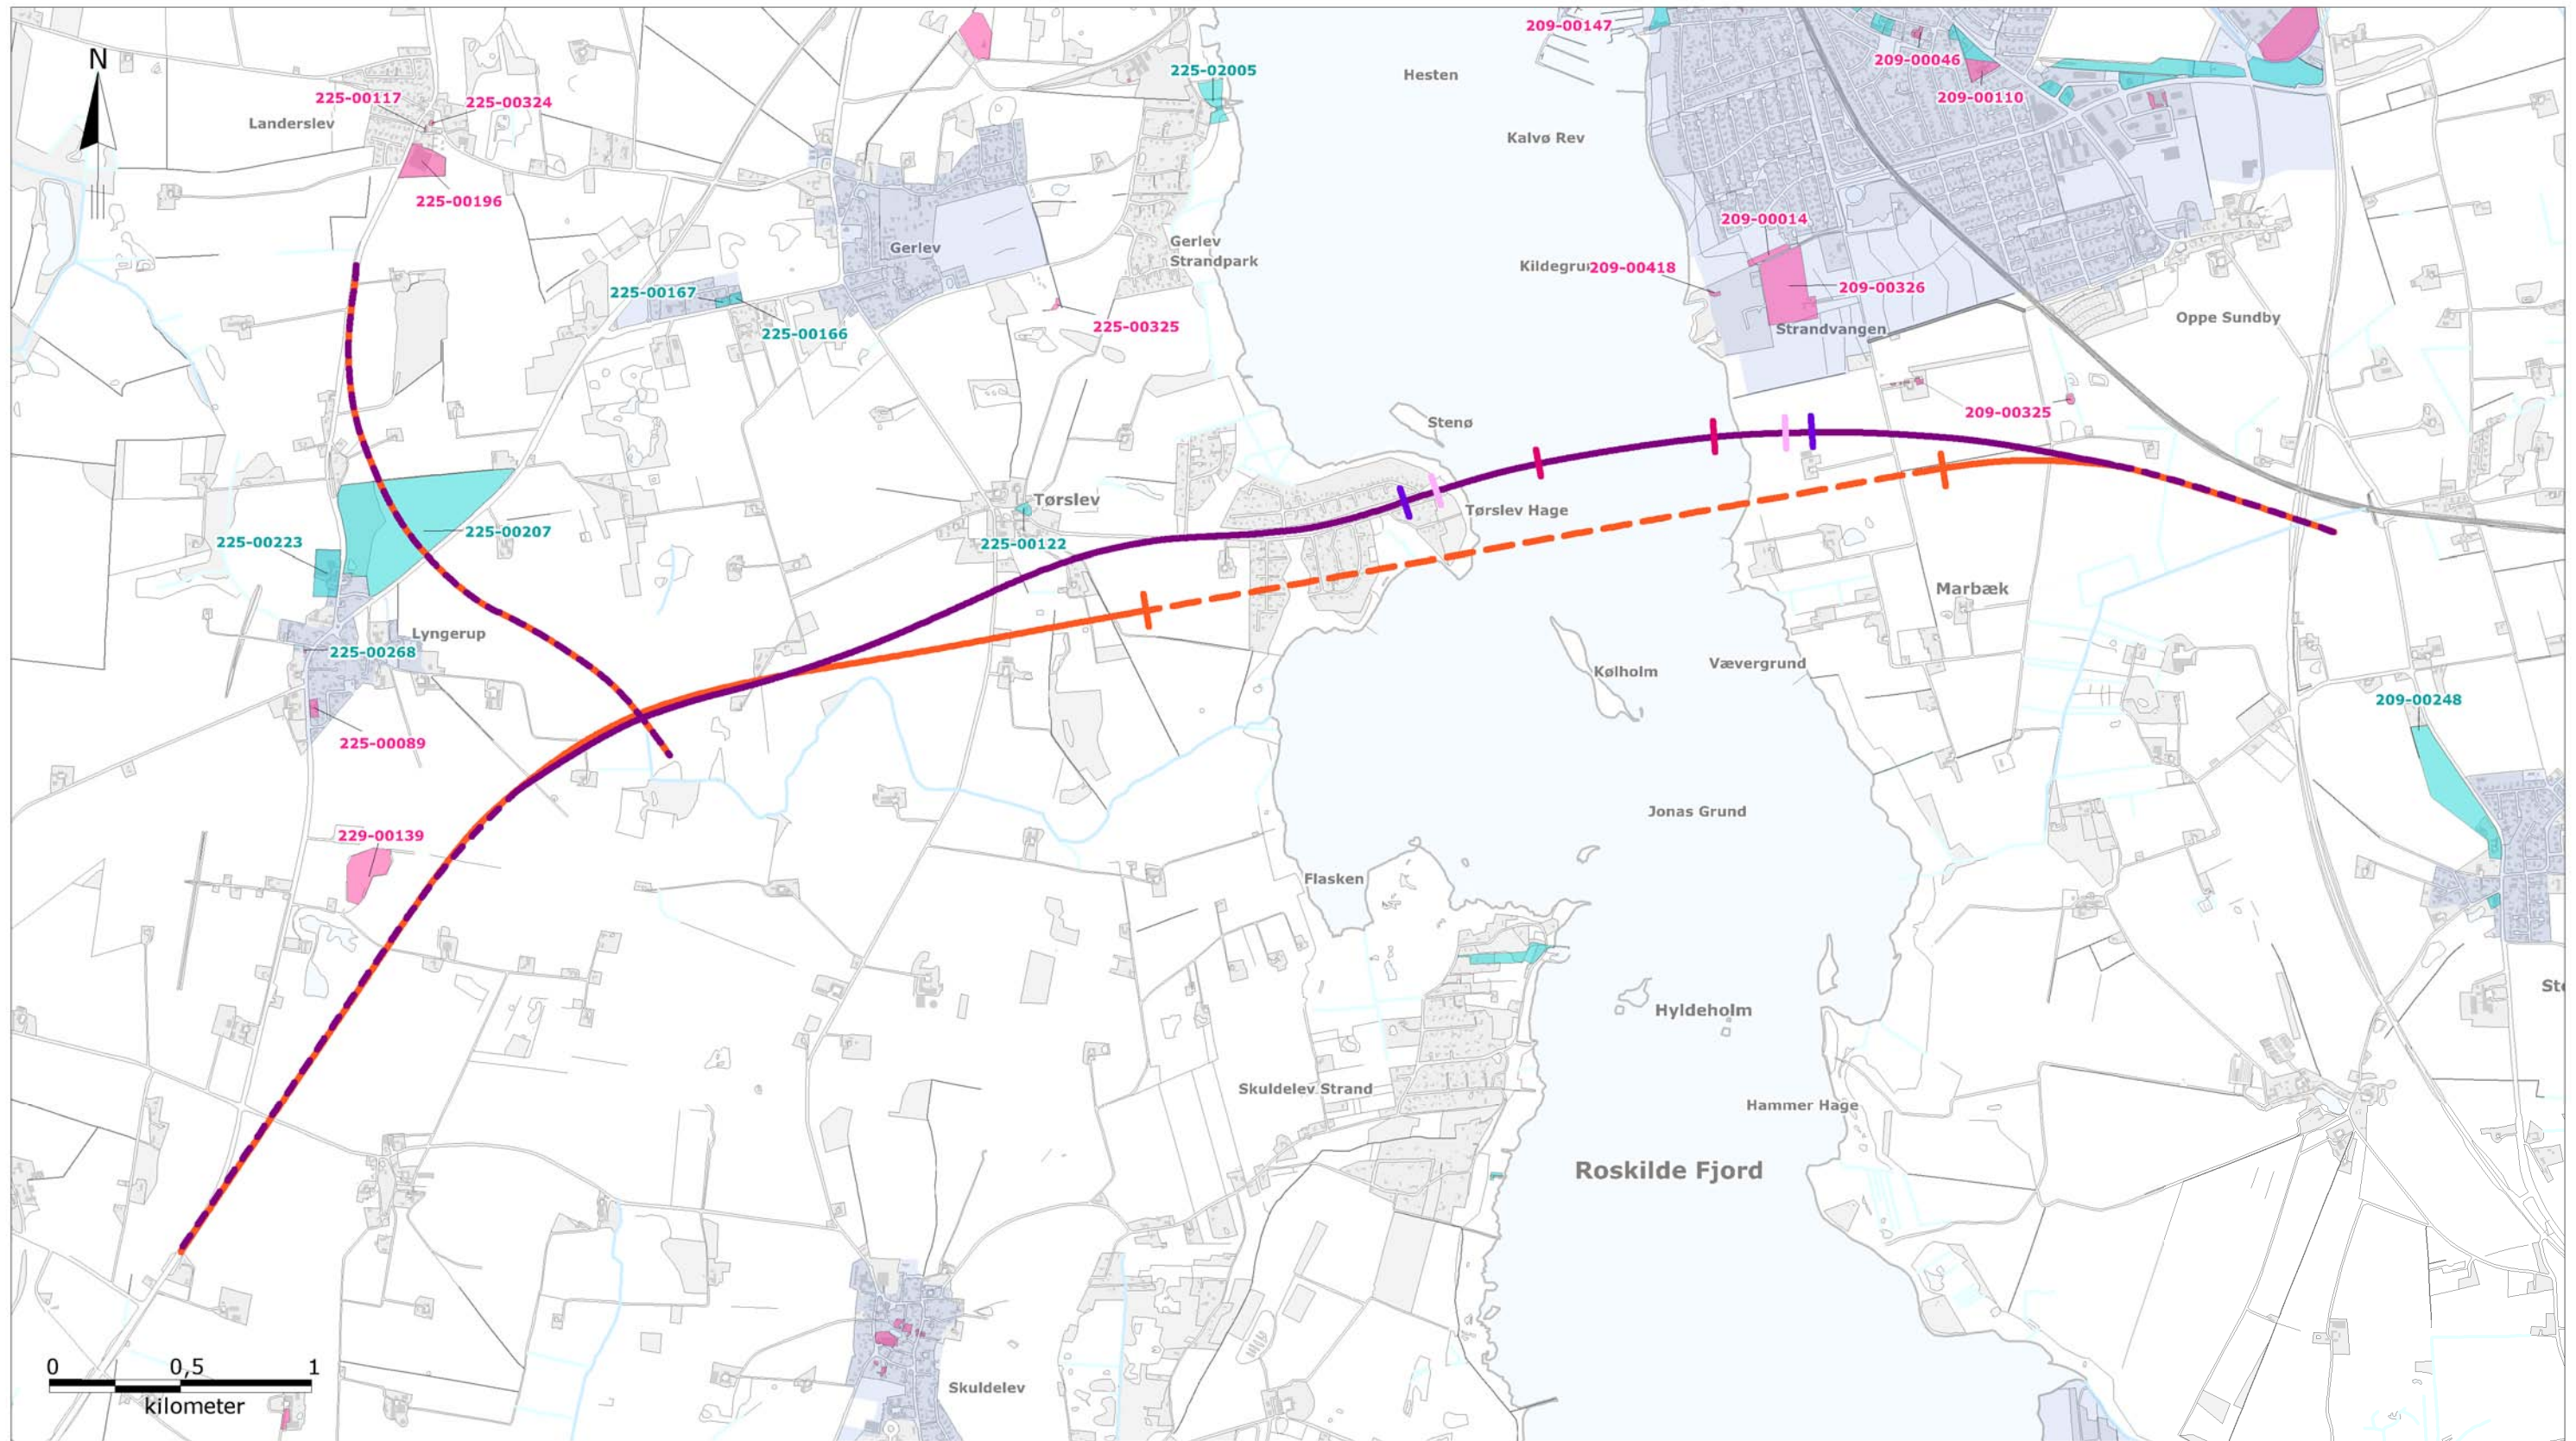 209-00147
N
225-02005
Hesten
209-00046
209-00110
225-00117
225-00324
Landerslev
Kalvø Rev
225-00196
209-00014
Gerlev
Gerlev
Strandpark
Kildegrun
209-00418
209-00326
225-00167
225-00166
225-00325
Strandvangen
Oppe Sundby
209-00325
Stenø
Tørslev
Tørslev Hage
225-00223
225-00207
225-00122
Marbæk
Lyngerup
225-00268
Kølholm
Vævergrund
209-00248
225-00089
229-00139
Jonas Grund
Flasken
Hyldeholm
Skuldelev Strand
Hammer Hage
Roskilde Fjord
0 0,5 1
kilometer
Skuldelev